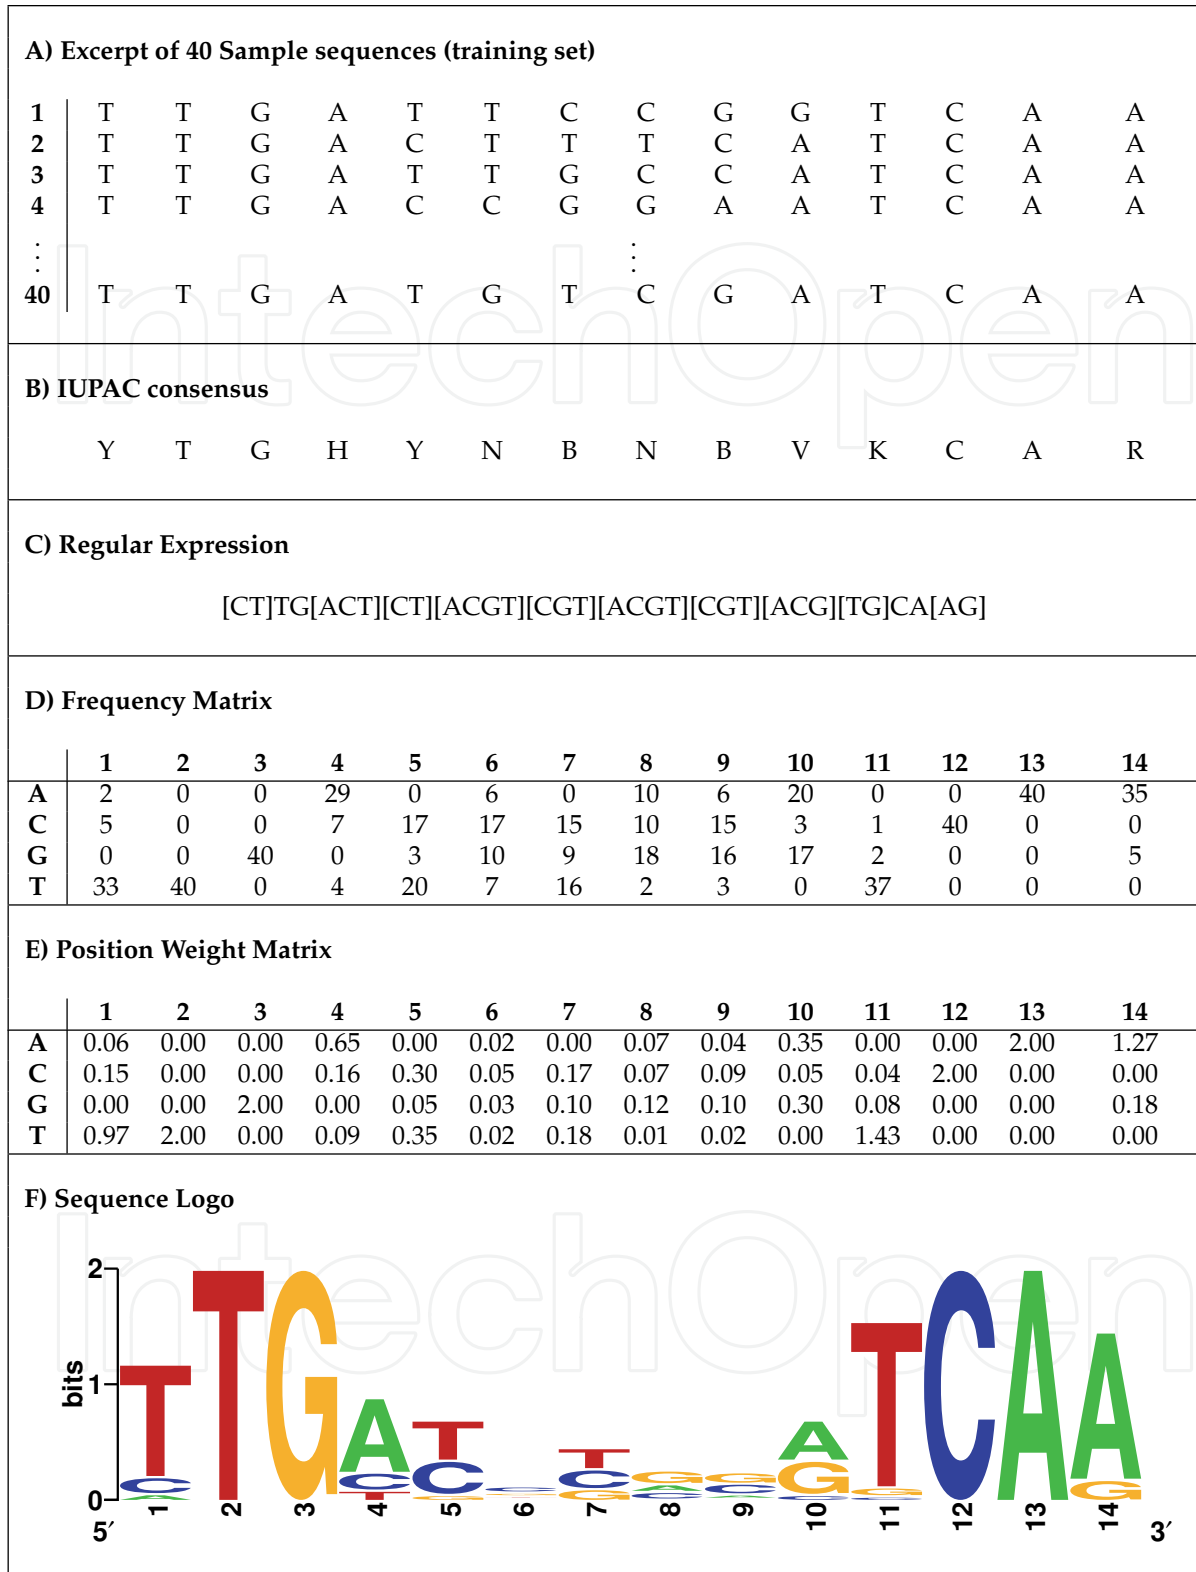 A) Excerpt of 40 Sample sequences (training set)
1 T T G A T T C C G G T C A A
2 T T G A C T T T C A T C A A
3 T T G A T T G C C A T C A A
4 T T G A C C G G A A T C A A
⋮ ⋮
40 T T G A T G T C G A T C A A
B) IUPAC consensus
Y T G H Y N B N B V K C A R
C) Regular Expression
[CT]TG[ACT][CT][ACGT][CGT][ACGT][CGT][ACG][TG]CA[AG]
D) Frequency Matrix
1 2 3 4 5 6 7 8 9 10 11 12 13 14
A 2 0 0 29 0 6 0 10 6 20 0 0 40 35
C 5 0 0 7 17 17 15 10 15 3 1 40 0 0
G 0 0 40 0 3 10 9 18 16 17 2 0 0 5
T 33 40 0 4 20 7 16 2 3 0 37 0 0 0
E) Position Weight Matrix
1 2 3 4 5 6 7 8 9 10 11 12 13 14
A 0.06 0.00 0.00 0.65 0.00 0.02 0.00 0.07 0.04 0.35 0.00 0.00 2.00 1.27
C 0.15 0.00 0.00 0.16 0.30 0.05 0.17 0.07 0.09 0.05 0.04 2.00 0.00 0.00
G 0.00 0.00 2.00 0.00 0.05 0.03 0.10 0.12 0.10 0.30 0.08 0.00 0.00 0.18
T 0.97 2.00 0.00 0.09 0.35 0.02 0.18 0.01 0.02 0.00 1.43 0.00 0.00 0.00
F) Sequence Logo
IntechOpen
IntechOpen
2
bits
1
0
T T G A T T G G A T C A A
C C C C C A C G G G
A T G G C A C C
5′ 1 2 3 4 5 6 7 8 9 10 11 12 13 14 3′